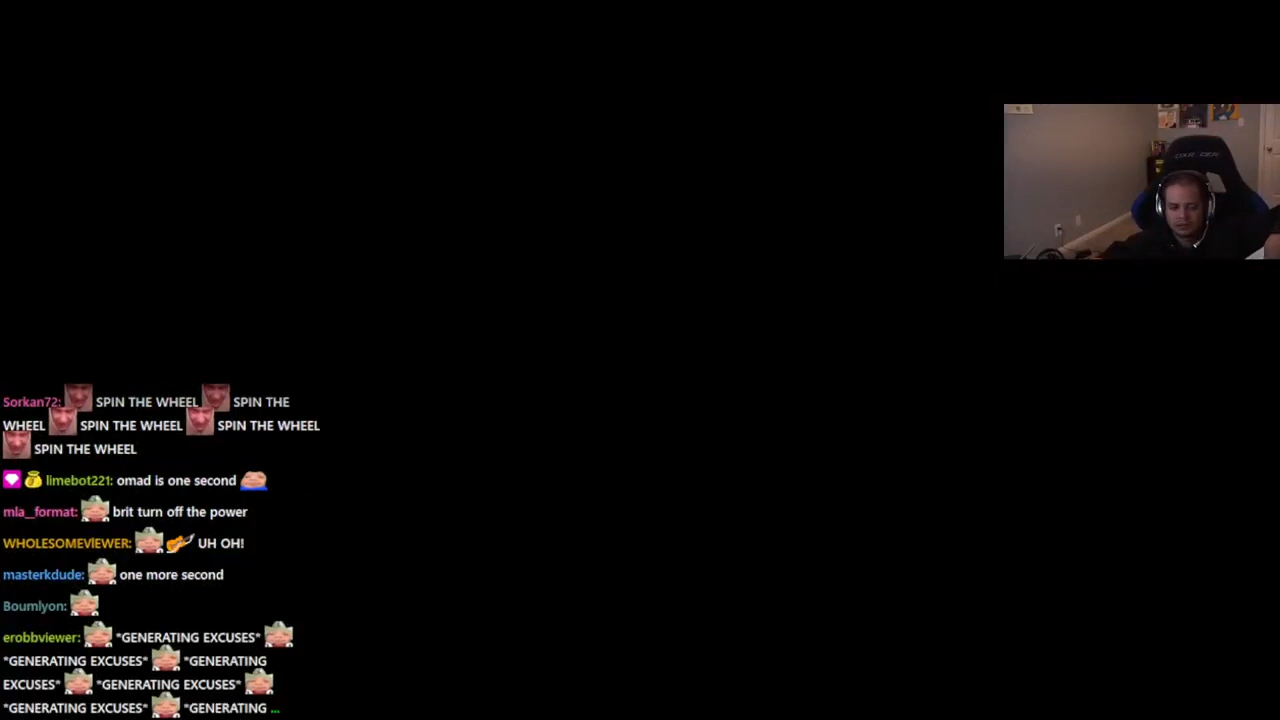 Sorkan72: SPIN THE WHEEL SPIN THE
WHEEL SPIN THE WHEEL SPIN THE WHEEL
SPIN THE WHEEL
limebot221: omad is one second
mla__format: brit turn off the power
WHOLESOMEVIEWER: UH OH!
masterkdude: one more second
Boumlyon:
erobbviewer: *GENERATING EXCUSES*
*GENERATING EXCUSES* *GENERATING
EXCUSES* *GENERATING EXCUSES*
*GENERATING EXCUSES* *GENERATING ...